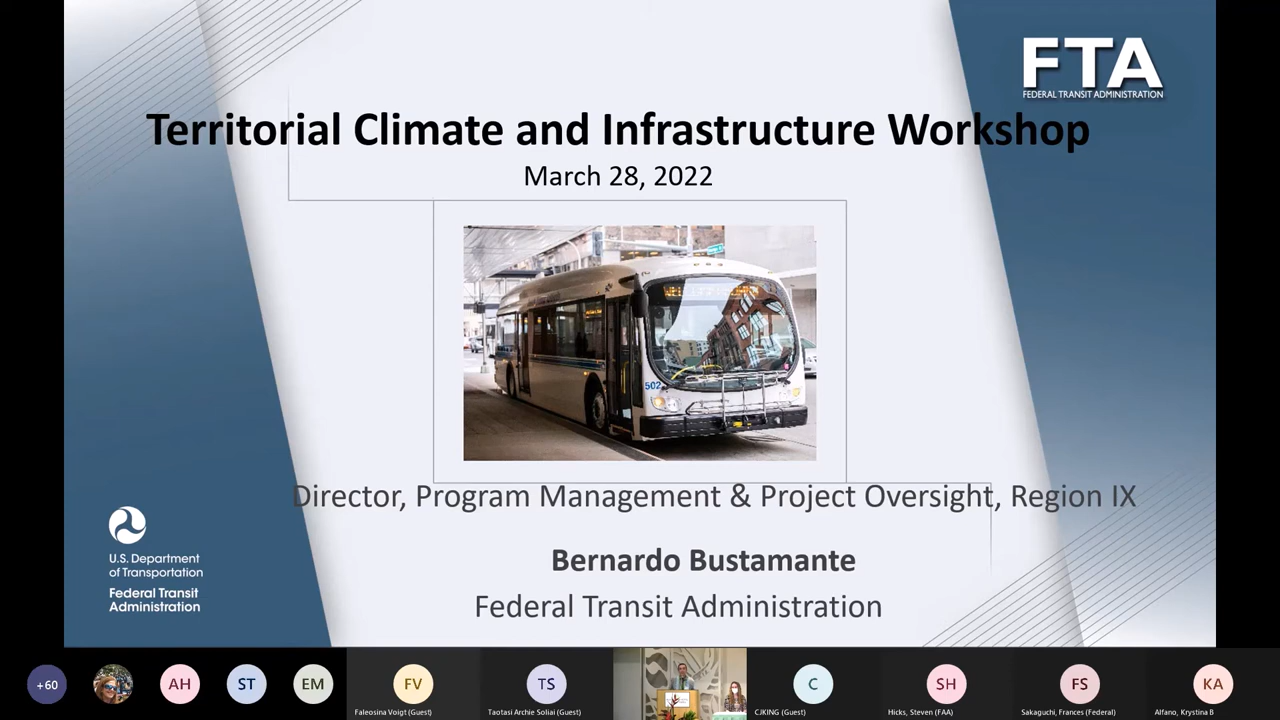 FTA
FEDERAL TRANSIT ADMINISTRATION
Territorial Climate and Infrastructure Workshop
March 28, 2022
502
Director, Program Management & Project Oversight, Region IX
Bernardo Bustamante
Federal Transit Administration
U.S. Department
of Transportation
Federal Transit
Administration
+60
AH
ST
EM
FV
TS
C
SH
FS
KA
Faleosina Voigt (Guest)
Taotasi Archie Soliai (Guest)
CJKING (Guest)
Hicks, Steven (FAA)
Sakaguchi, Frances (Federal)
Alfano, Krystina B